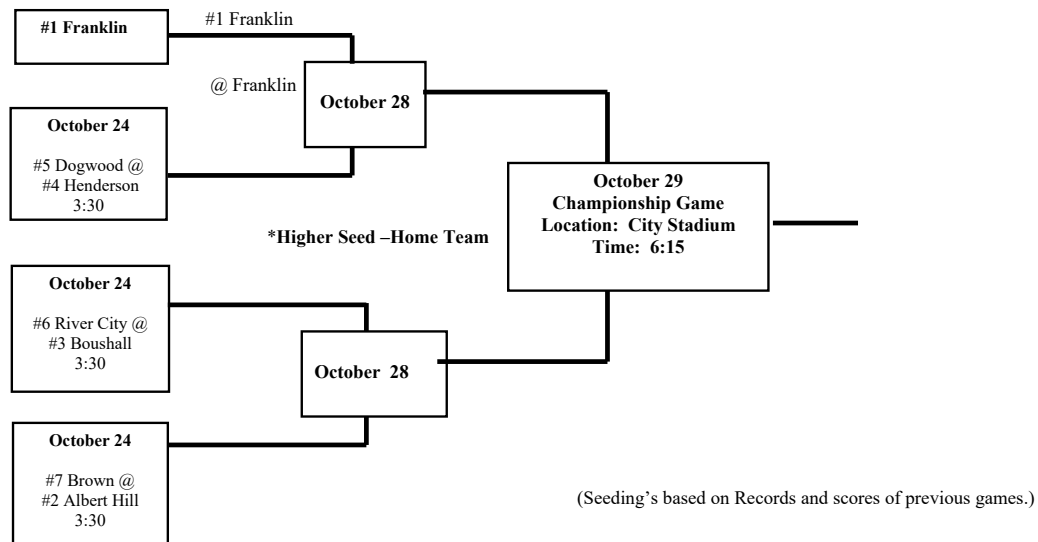 #1 Franklin
#1 Franklin
@ Franklin
October 28
October 24
#5 Dogwood @
#4 Henderson
3:30
October 29
Championship Game
Location: City Stadium
Time: 6:15
*Higher Seed –Home Team
October 24
#6 River City @
#3 Boushall
3:30
October 28
October 24
#7 Brown @
#2 Albert Hill
3:30
(Seeding's based on Records and scores of previous games.)